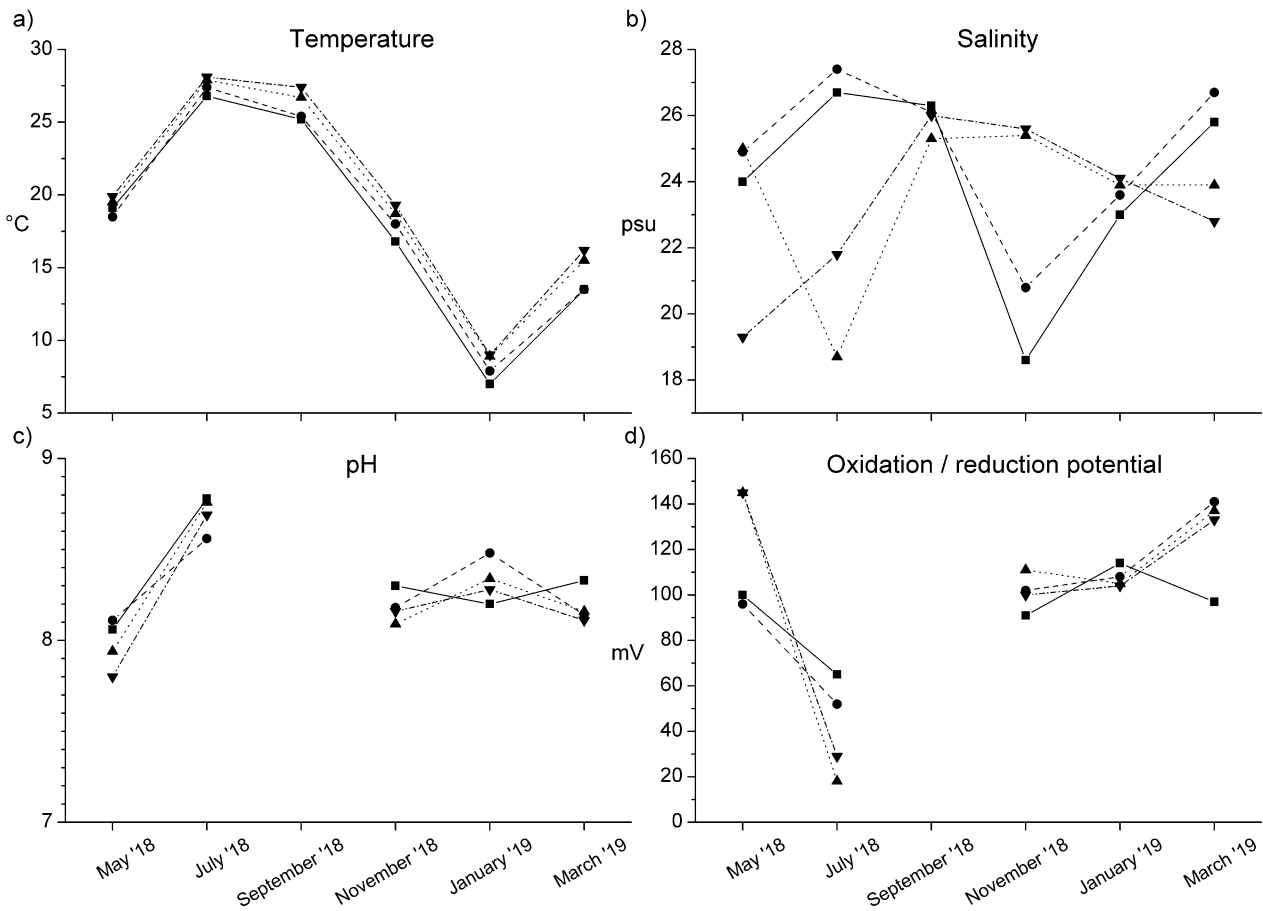 a)
Temperature
30
25
20
°C
15
10
5
b)
Salinity
28
26
24
psu
22
20
18
c)
pH
9
8
7
May '18
July '18
September '18
November '18
January '19
March '19
d)
Oxidation / reduction potential
160
140
120
100
80
mV
60
40
20
0
May '18
July '18
September '18
November '18
January '19
March '19